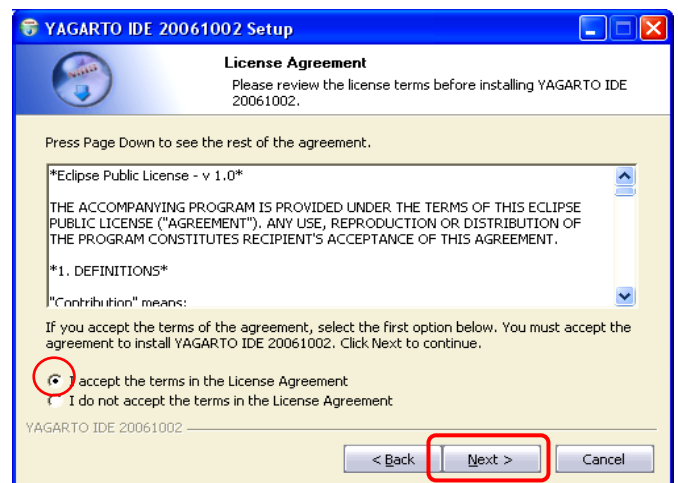 YAGARTO IDE 20061002 Setup
License Agreement
Please review the license terms before installing YAGARTO IDE
20061002.
Press Page Down to see the rest of the agreement.
*Eclipse Public License - v 1.0*
THE ACCOMPANYING PROGRAM IS PROVIDED UNDER THE TERMS OF THIS ECLIPSE
PUBLIC LICENSE ("AGREEMENT"). ANY USE, REPRODUCTION OR DISTRIBUTION OF
THE PROGRAM CONSTITUTES RECIPIENT'S ACCEPTANCE OF THIS AGREEMENT.
*1. DEFINITIONS*
"Contribution" means:
If you accept the terms of the agreement, select the first option below. You must accept the
agreement to install YAGARTO IDE 20061002. Click Next to continue.
I accept the terms in the License Agreement
I do not accept the terms in the License Agreement
YAGARTO IDE 20061002
< Back Next > Cancel